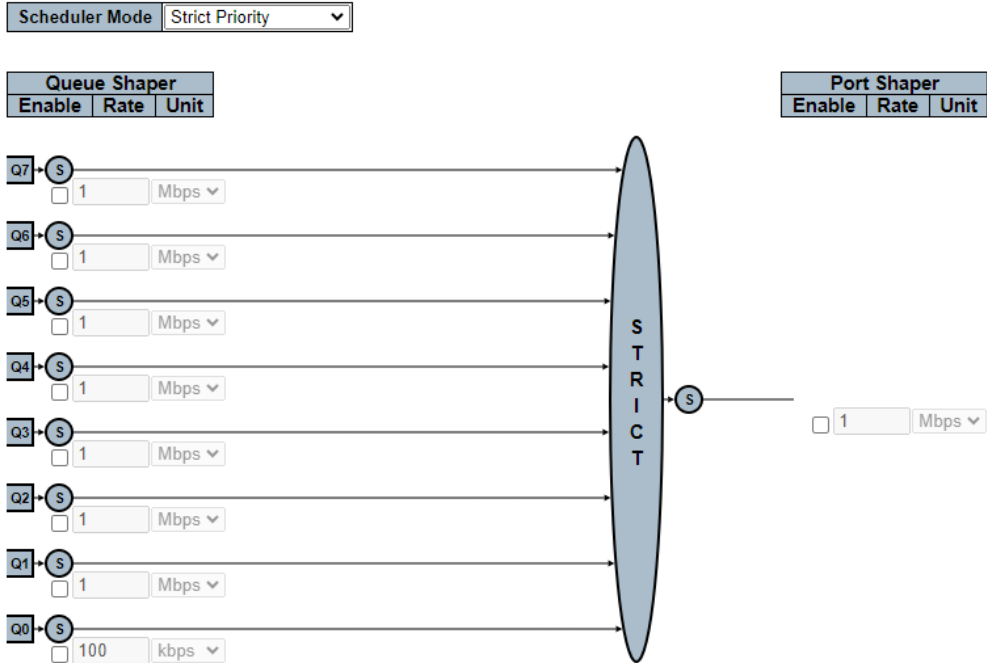 Scheduler Mode Strict Priority
Queue Shaper
Enable Rate Unit
Port Shaper
Enable Rate Unit
Q7 S
1 Mbps
Q6 S
1 Mbps
Q5 S
1 Mbps
Q4 S
1 Mbps
Q3 S
1 Mbps
Q2 S
1 Mbps
Q1 S
1 Mbps
Q0 S
100 kbps
S
T
R
I
C
T
S
1 Mbps